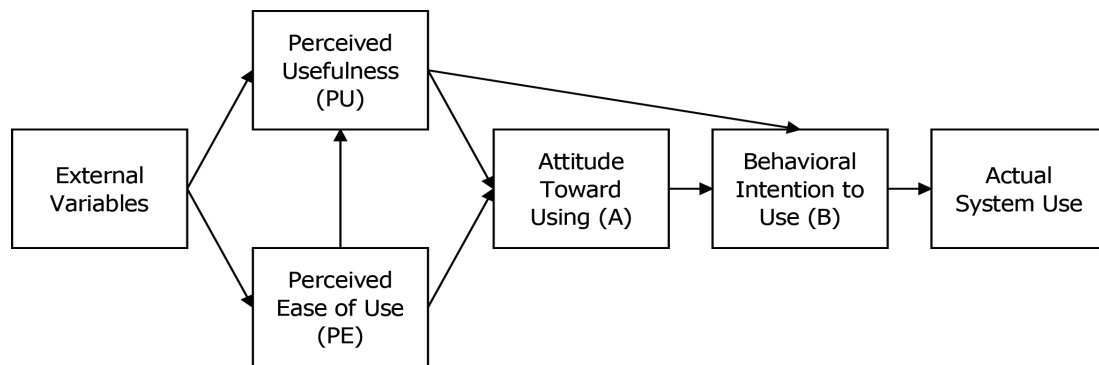 Perceived
Usefulness
(PU)
External
Variables
Perceived
Ease of Use
(PE)
Attitude
Toward
Using (A)
Behavioral
Intention to
Use (B)
Actual
System Use